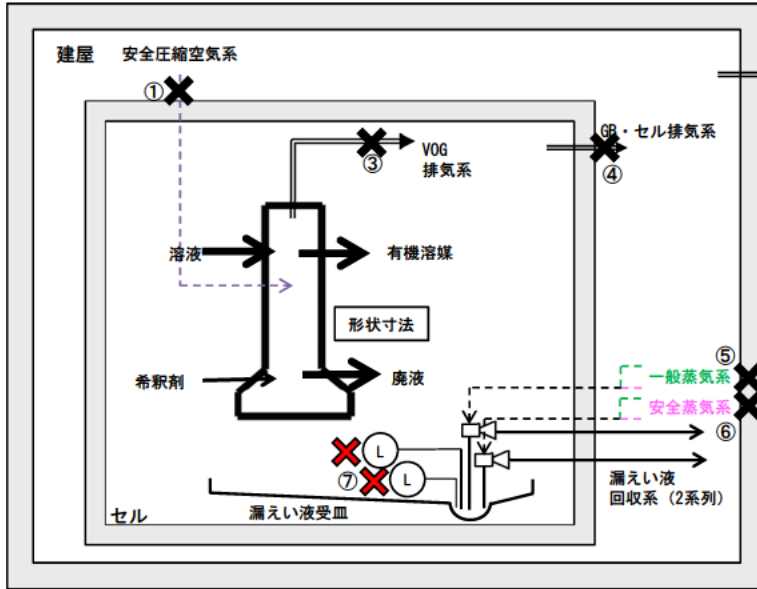 建屋 安全圧縮空気系
①
③
VOG
排気系
GB・セル排気系
④
溶液
有機溶媒
形状寸法
希釈剤
廃液
⑤
一般蒸気系
安全蒸気系
⑥
L
⑦ L
漏えい液受皿
漏えい液
回収系（2系列）
セル